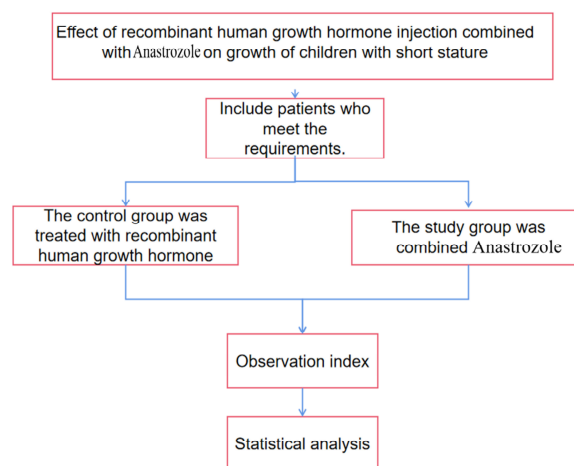 Effect of recombinant human growth hormone injection combined
with Anastrozole on growth of children with short stature
Include patients who
meet the
requirements.
The control group was
treated with recombinant
human growth hormone
The study group was
combined Anastrozole
Observation index
Statistical analysis